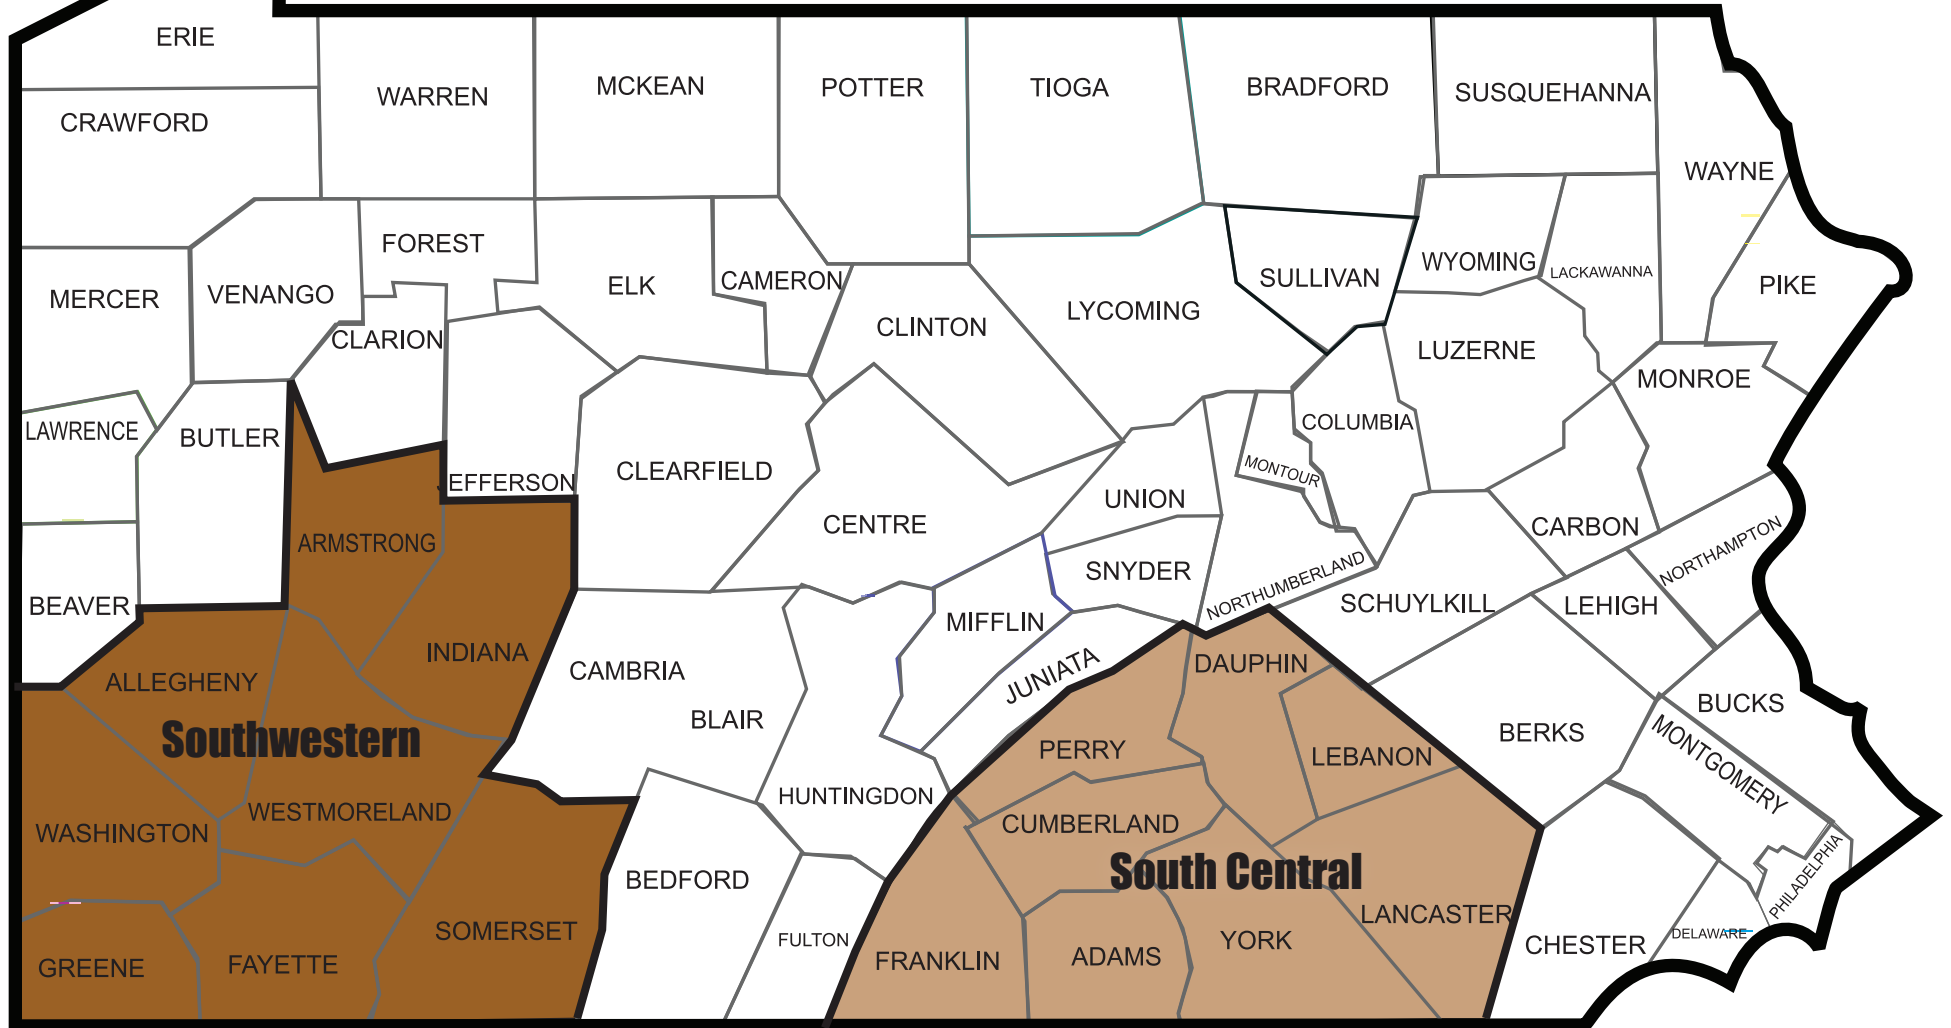 ERIE
WARREN
MCKEAN
POTTER
TIOGA
BRADFORD
SUSQUEHANNA
CRAWFORD
WAYNE
FOREST
VENANGO
MERCER
ELK
CAMERON
SULLIVAN
WYOMING
LACKAWANNA
PIKE
CLARION
CLINTON
LYCOMING
LUZERNE
MONROE
LAWRENCE
BUTLER
COLUMBIA
JEFFERSON
CLEARFIELD
MONTOUR
UNION
CENTRE
CARBON
NORTHAMPTON
ARMSTRONG
SNYDER
NORTHUMBERLAND
BEAVER
SCHUYLKILL
LEHIGH
MIFFLIN
INDIANA
CAMBRIA
JUNIATA
DAUPHIN
ALLEGHENY
BLAIR
BUCKS
Southwestern
PERRY
LEBANON
BERKS
MONTGOMERY
HUNTINGDON
WESTMORELAND
WASHINGTON
CUMBERLAND
South Central
BEDFORD
PHILADELPHIA
LANCASTER
SOMERSET
FULTON
YORK
DELAWARE
CHESTER
GREENE
FAYETTE
FRANKLIN
ADAMS